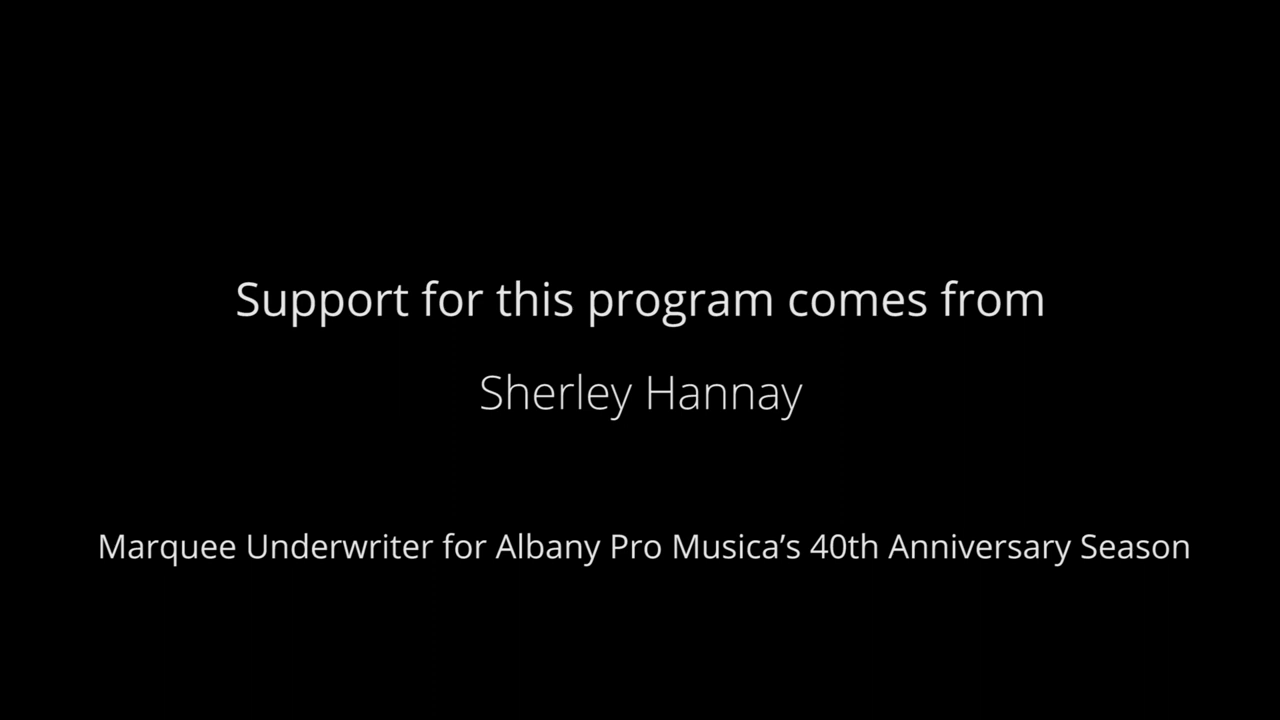 Support for this program comes from
Sherley Hannay
Marquee Underwriter for Albany Pro Musica’s 40th Anniversary Season